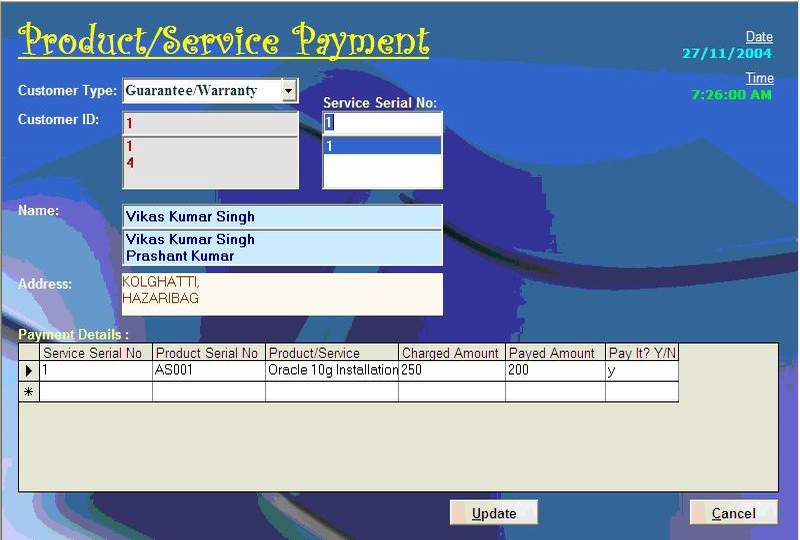 Product/Service Payment
Date
27/11/2004
Time
7:26:00 AM
Customer Type: Guarantee/Warranty
Service Serial No:
Customer ID: 1 1
1 1
4
Name: Vikas Kumar Singh
Vikas Kumar Singh
Prashant Kumar
Address: KOLGHATTI,
HAZARIBAG
Payment Details :
Service Serial No Product Serial No Product/Service Charged Amount Payed Amount Pay It? Y/N
1 AS001 Oracle 10g Installation 250 200 y
Update Cancel